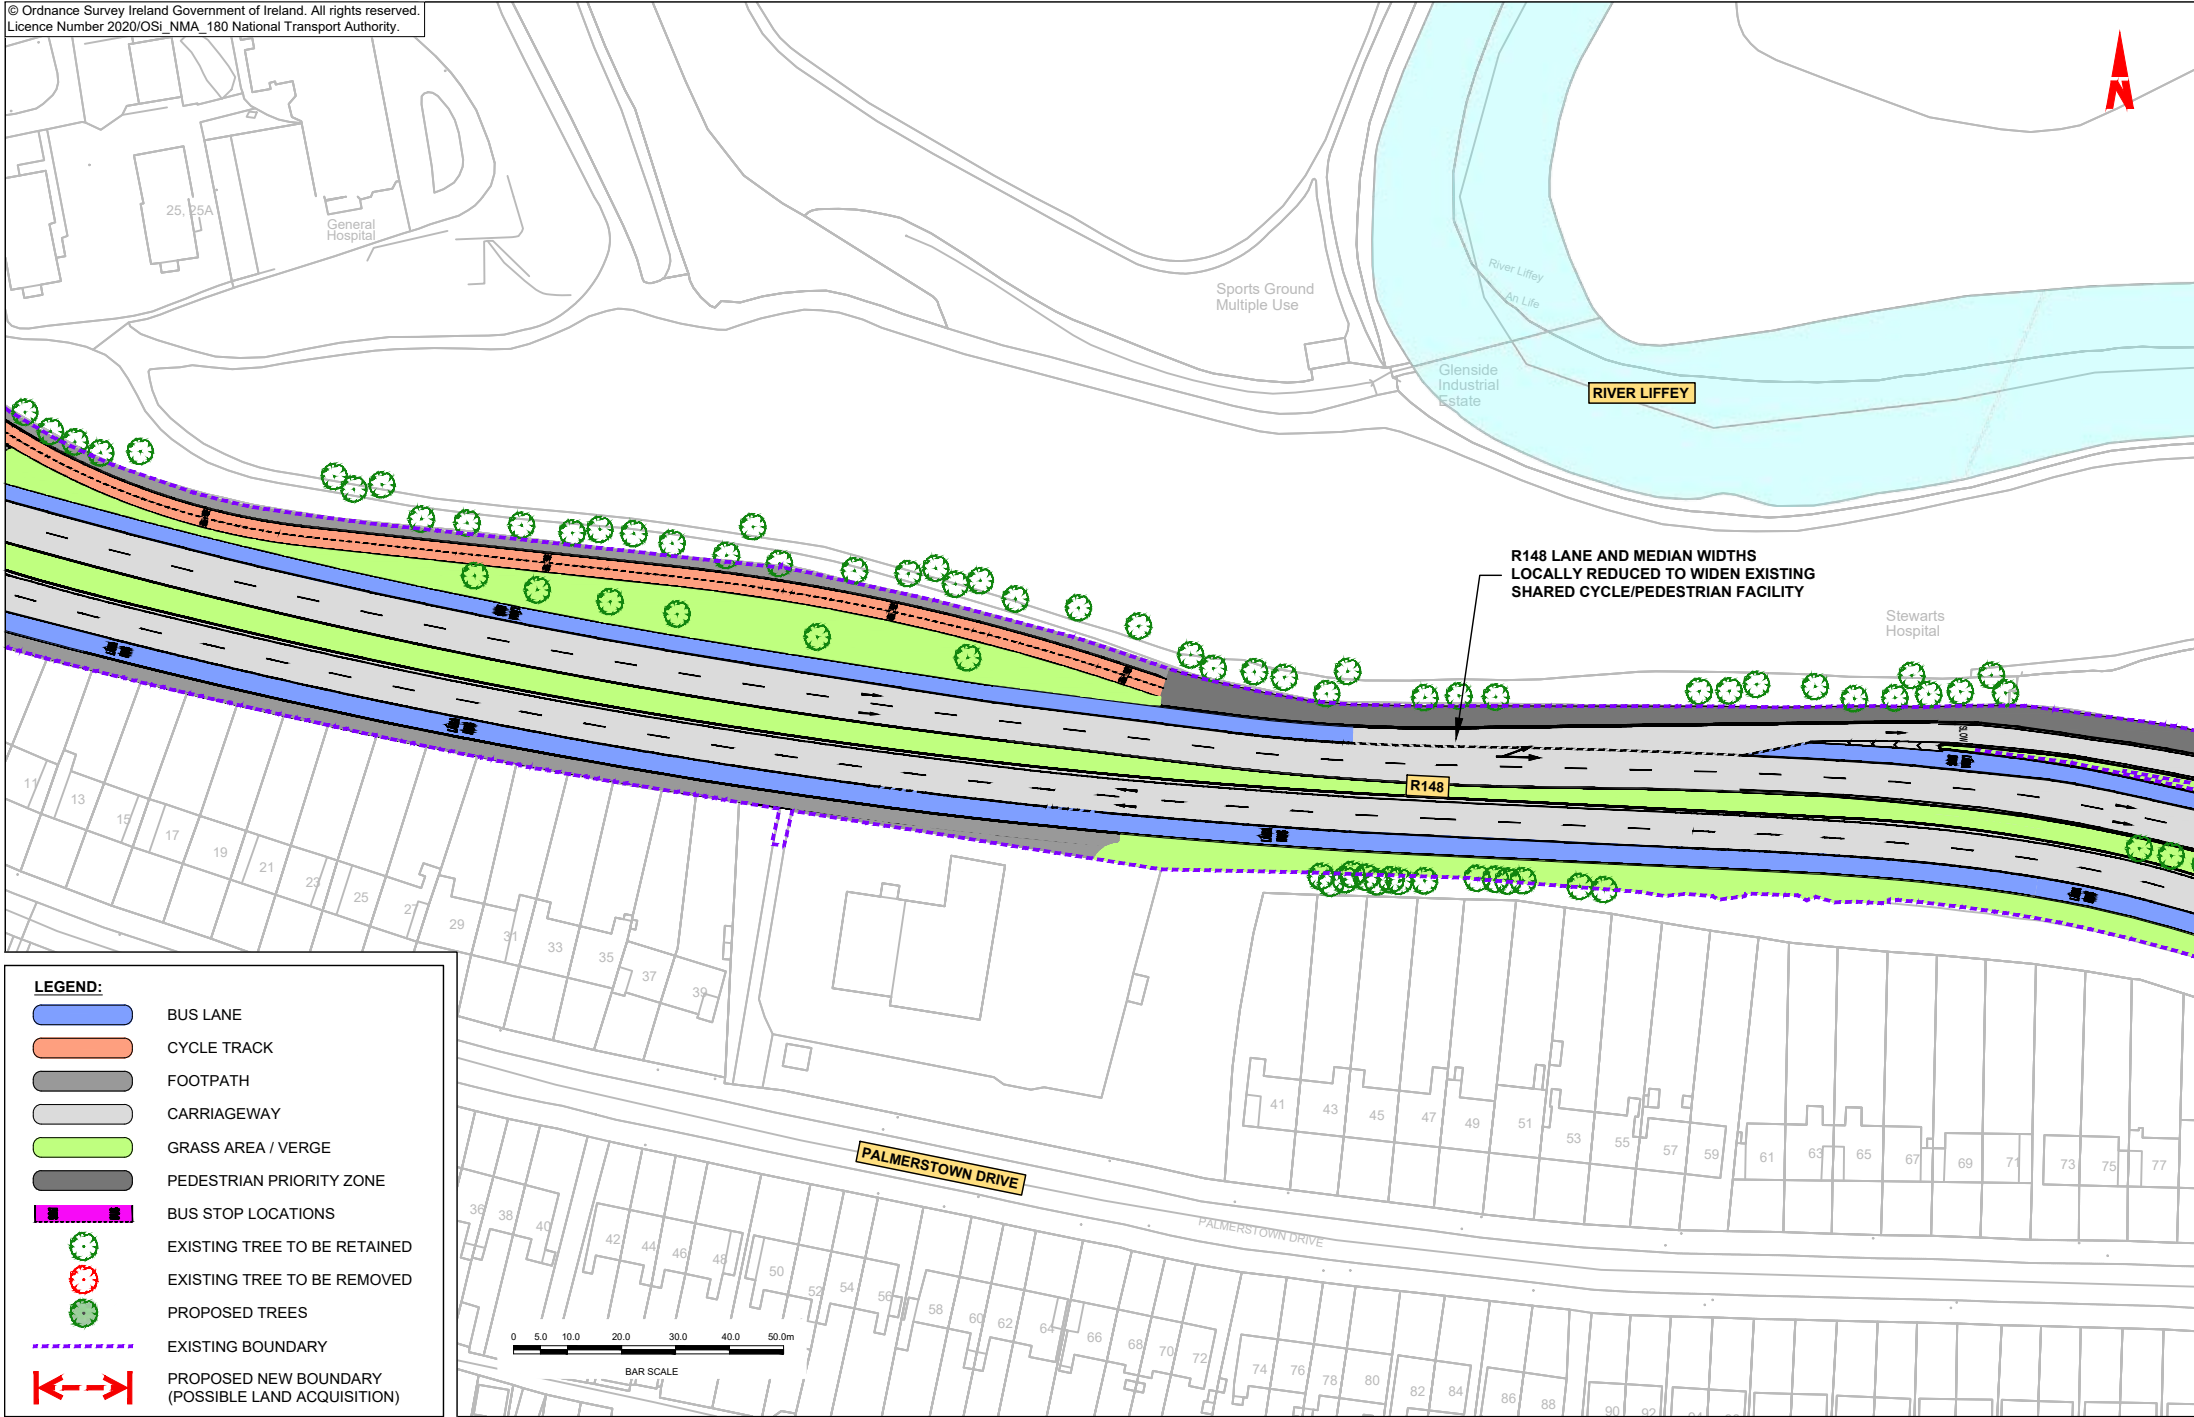 © Ordnance Survey Ireland Government of Ireland. All rights reserved.
Licence Number 2020/OSi_NMA_180 National Transport Authority.
N
25, 25A
General
Hospital
Sports Ground
Multiple Use
River Liffey
An Life
Glenside
Industrial
Estate
RIVER LIFFEY
R148 LANE AND MEDIAN WIDTHS
LOCALLY REDUCED TO WIDEN EXISTING
SHARED CYCLE/PEDESTRIAN FACILITY
Stewarts
Hospital
SLOW
R148
11
13
15
17
19
21
23
25
27
29
31
33
35
37
39
41
43
45
47
49
51
53
55
57
59
61
63
65
67
69
71
73
75
77
PALMERSTOWN DRIVE
PALMERSTOWN DRIVE
36
38
40
42
44
46
48
50
52
54
56
58
60
62
64
66
68
70
72
74
76
78
80
82
84
86
88
90
92
LEGEND:
BUS LANE
CYCLE TRACK
FOOTPATH
CARRIAGEWAY
GRASS AREA / VERGE
PEDESTRIAN PRIORITY ZONE
BUS STOP LOCATIONS
EXISTING TREE TO BE RETAINED
EXISTING TREE TO BE REMOVED
PROPOSED TREES
EXISTING BOUNDARY
PROPOSED NEW BOUNDARY
(POSSIBLE LAND ACQUISITION)
0 5.0 10.0 20.0 30.0 40.0 50.0m
BAR SCALE